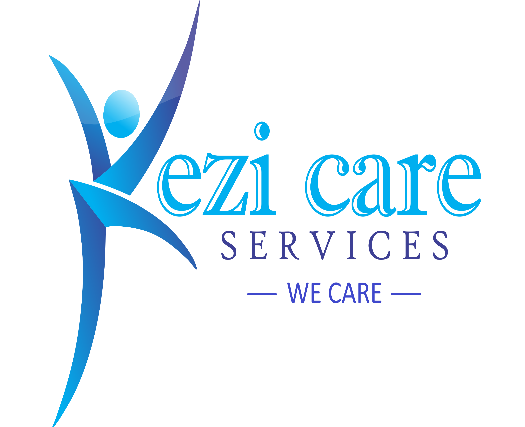 Kezi care
SERVICES
— WE CARE —